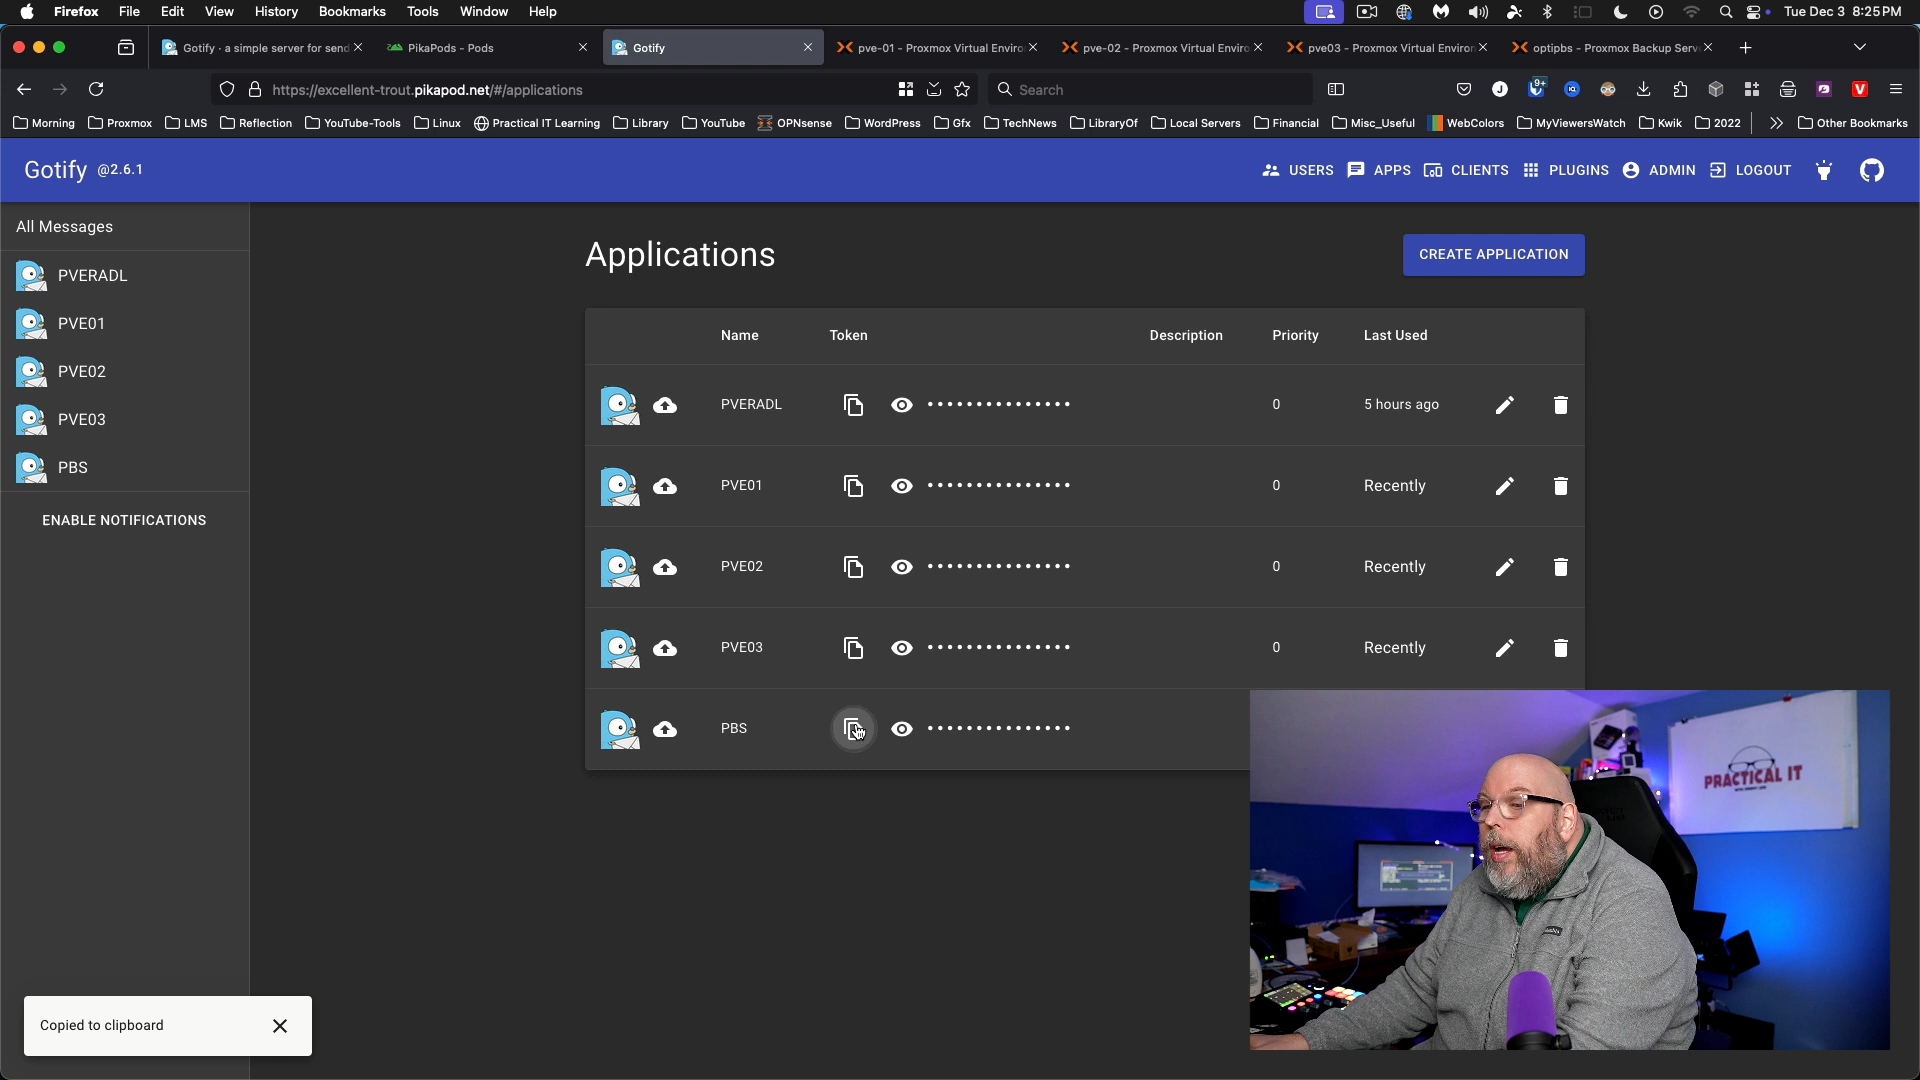 Firefox File Edit View History Bookmarks Tools Window Help
Tue Dec 3 8:25 PM
Gotify · a simple server for send
PikaPods - Pods
Gotify
pve-01 - Proxmox Virtual Enviro
pve-02 - Proxmox Virtual Enviro
pve03 - Proxmox Virtual Environ
optipbs - Proxmox Backup Serv
https://excellent-trout.pikapod.net/#/applications
Search
9+
Morning Proxmox LMS Reflection YouTube-Tools Linux Practical IT Learning Library YouTube OPNsense WordPress Gfx TechNews LibraryOf Local Servers Financial Misc_Useful WebColors MyViewersWatch Kwik 2022 Other Bookmarks
Gotify @2.6.1
USERS APPS CLIENTS PLUGINS ADMIN LOGOUT
All Messages
PVERADL
PVE01
PVE02
PVE03
PBS
ENABLE NOTIFICATIONS
Applications
CREATE APPLICATION
Name Token Description Priority Last Used
PVERADL ••••••••••••••• 0 5 hours ago
PVE01 ••••••••••••••• 0 Recently
PVE02 ••••••••••••••• 0 Recently
PVE03 ••••••••••••••• 0 Recently
PBS •••••••••••••••
PRACTICAL IT
Copied to clipboard